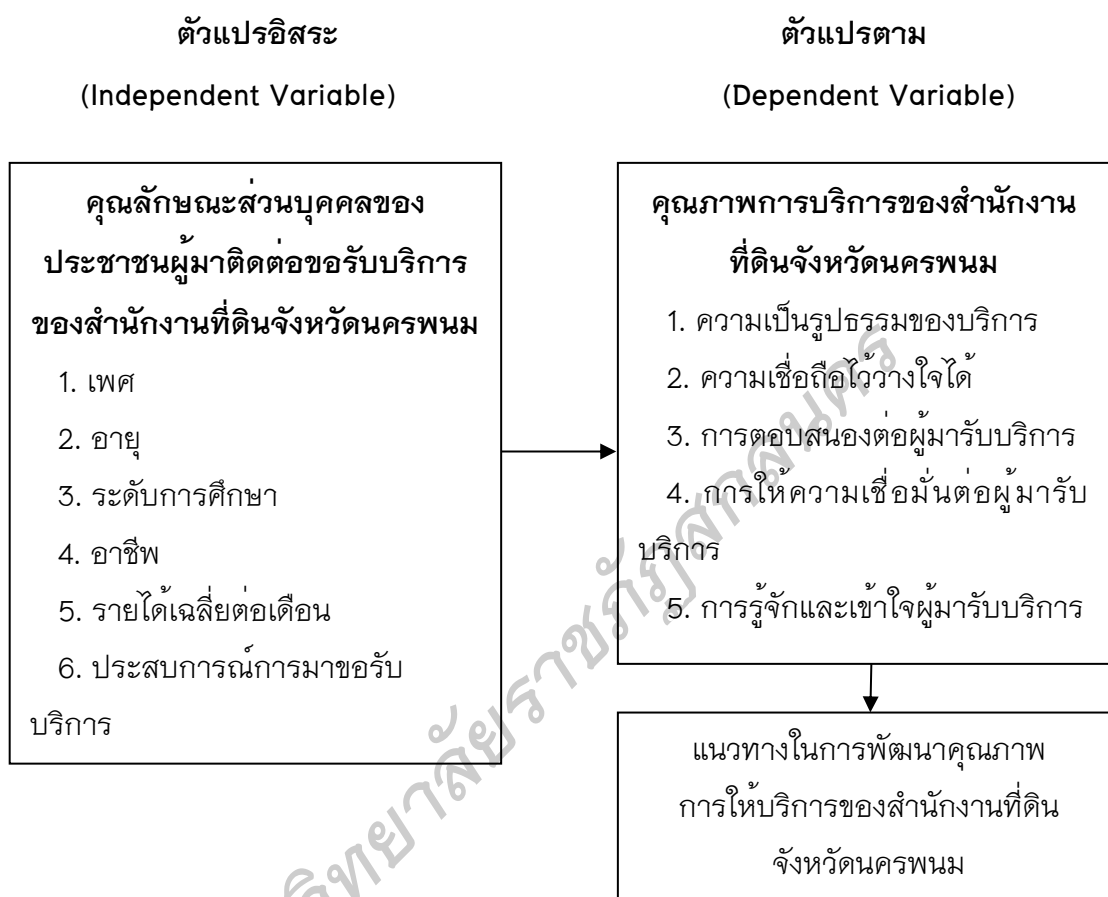 ตัวแปรอิสระ
(Independent Variable)
คุณลักษณะส่วนบุคคลของ
ประชาชนผู้มาติดต่อขอรับบริการ
ของสำนักงานที่ดินจังหวัดนครพนม
1. เพศ
2. อายุ
3. ระดับการศึกษา
4. อาชีพ
5. รายได้เฉลี่ยต่อเดือน
6. ประสบการณ์การมาขอรับ
บริการ
ตัวแปรตาม
(Dependent Variable)
คุณภาพการบริการของสำนักงาน
ที่ดินจังหวัดนครพนม
1. ความเป็นรูปธรรมของบริการ
2. ความเชื่อถือไว้วางใจได้
3. การตอบสนองต่อผู้มารับบริการ
4. การให้ความเชื่อมั่นต่อผู้มารับ
บริการ
5. การรู้จักและเข้าใจผู้มารับบริการ
แนวทางในการพัฒนาคุณภาพ
การให้บริการของสำนักงานที่ดิน
จังหวัดนครพนม
วิทยาลัยราชภัฏสกลนคร